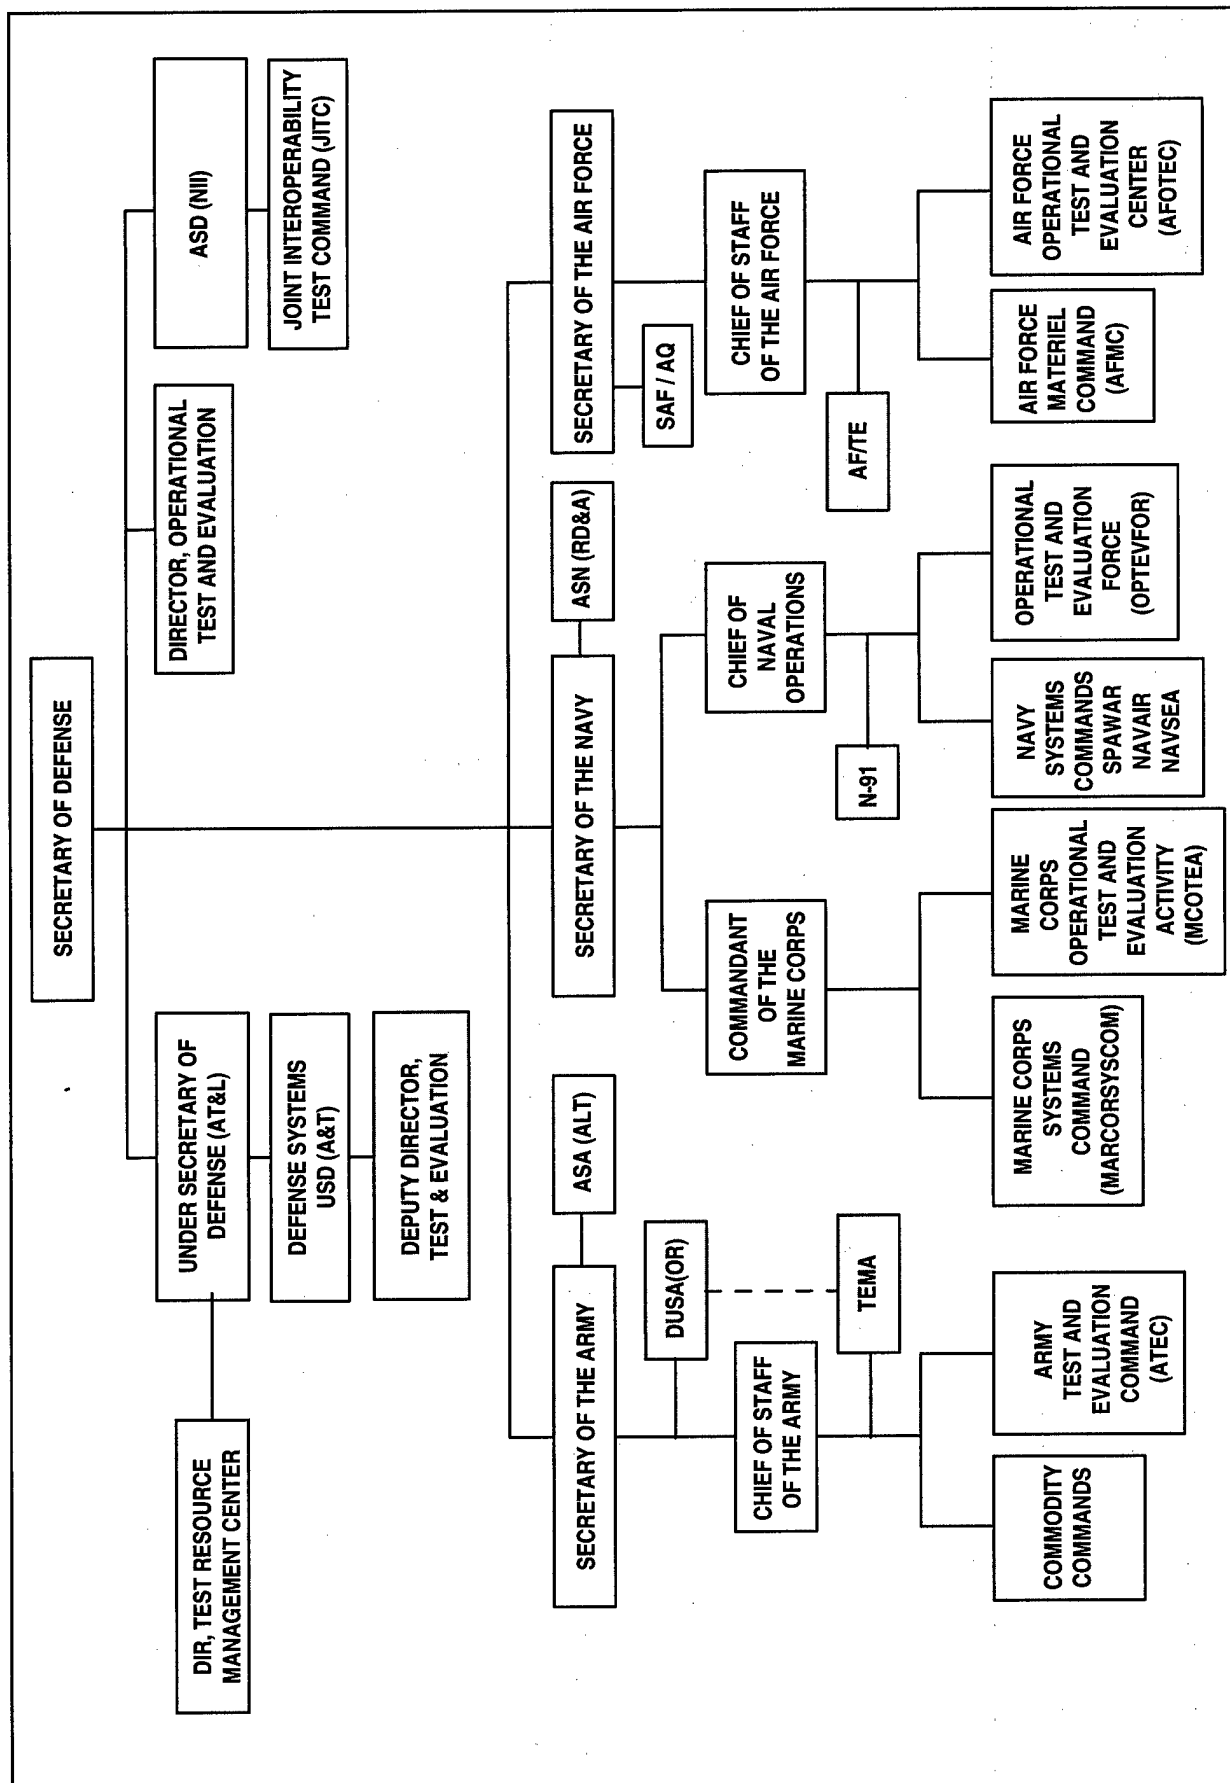 SECRETARY OF DEFENSE
DIR, TEST RESOURCE
MANAGEMENT CENTER
UNDER SECRETARY OF
DEFENSE (AT&L)
DEFENSE SYSTEMS
USD (A&T)
DEPUTY DIRECTOR,
TEST & EVALUATION
DIRECTOR, OPERATIONAL
TEST AND EVALUATION
ASD (NII)
JOINT INTEROPERABILITY
TEST COMMAND (JITC)
SECRETARY OF THE ARMY
ASA (ALT)
DUSA(OR)
CHIEF OF STAFF
OF THE ARMY
TEMA
COMMODITY
COMMANDS
ARMY
TEST AND
EVALUATION
COMMAND
(ATEC)
SECRETARY OF THE NAVY
ASN (RD&A)
COMMANDANT
OF THE
MARINE CORPS
MARINE CORPS
SYSTEMS
COMMAND
(MARCORSYSCOM)
MARINE
CORPS
OPERATIONAL
TEST AND
EVALUATION
ACTIVITY
(MCOTEA)
CHIEF OF
NAVAL
OPERATIONS
N-91
NAVY
SYSTEMS
COMMANDS
SPAWAR
NAVAIR
NAVSEA
OPERATIONAL
TEST AND
EVALUATION
FORCE
(OPTEVFOR)
SECRETARY OF THE AIR FORCE
SAF / AQ
CHIEF OF STAFF
OF THE AIR FORCE
AF/TE
AIR FORCE
MATERIEL
COMMAND
(AFMC)
AIR FORCE
OPERATIONAL
TEST AND
EVALUATION
CENTER
(AFOTEC)